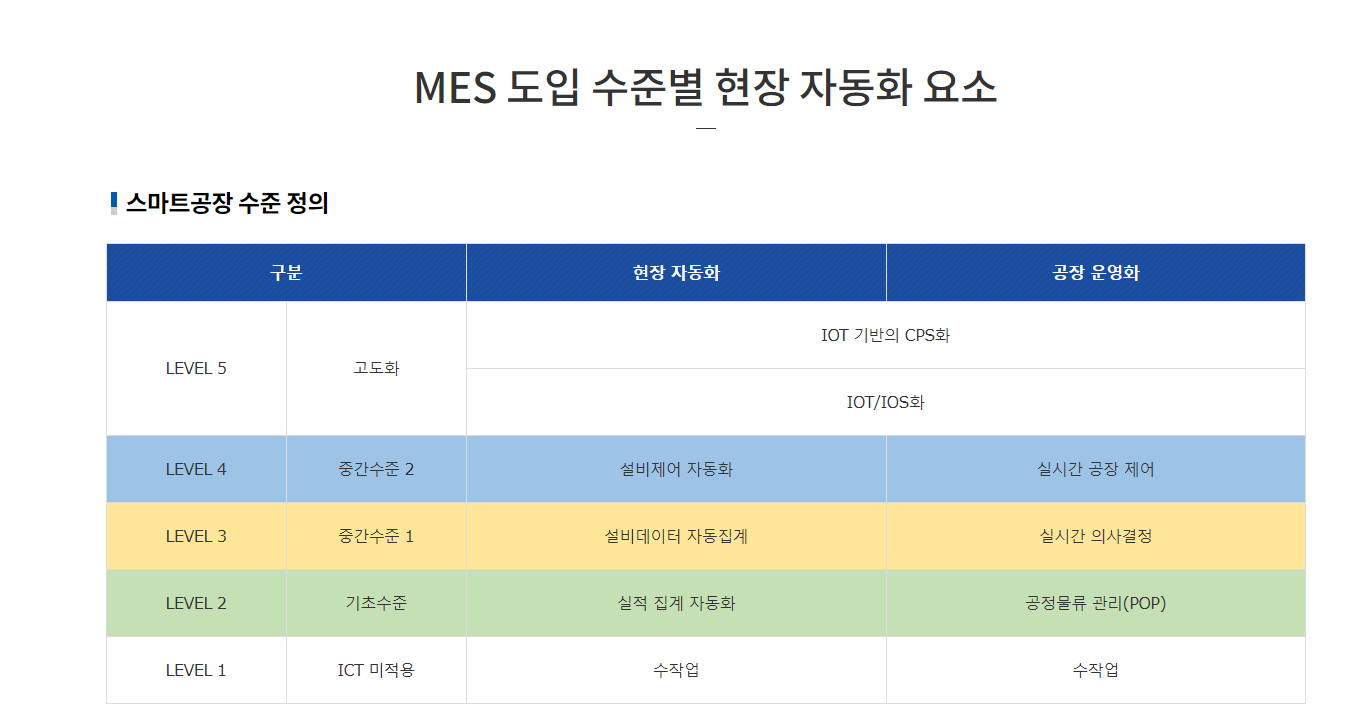 MES 도입 수준별 현장 자동화 요소
스마트공장 수준 정의
구분 현장 자동화 공장 운영화
LEVEL 5 고도화 IOT 기반의 CPS화
IOT/IOS화
LEVEL 4 중간수준 2 설비제어 자동화 실시간 공장 제어
LEVEL 3 중간수준 1 설비데이터 자동집계 실시간 의사결정
LEVEL 2 기초수준 실적 집계 자동화 공정물류 관리(POP)
LEVEL 1 ICT 미적용 수작업 수작업